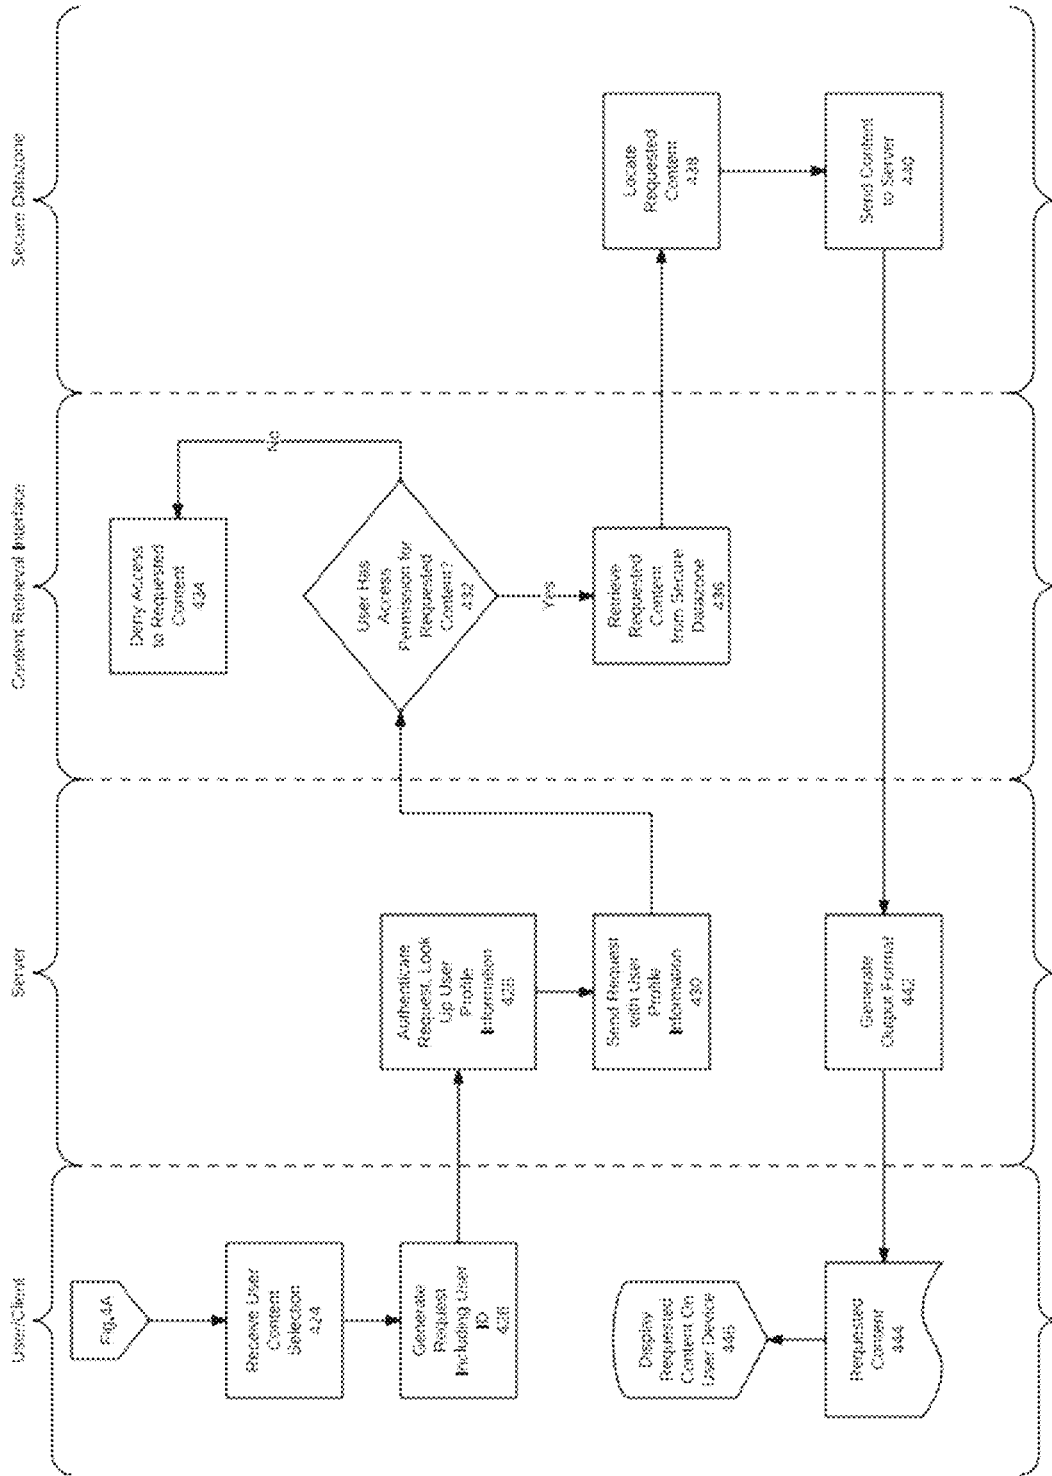 User/Client
Server
Content Retrieval Interface
Secure Datazone
Fig.4A
Receive User
Content
Selection
424
Generate
Request
Including User
ID
426
Authenticate
Request, Look
Up User
Profile
Information
428
Send Request
with User
Profile
Information
430
User Has
Access
Permission for
Requested
Content?
432
No
Deny Access
to Requested
Content
434
Yes
Retrieve
Requested
Content
from Secure
Datazone
436
Locate
Requested
Content
438
Send Content
to Server
440
Generate
Output Format
442
Requested
Content
444
Display
Requested
Content On
User Device